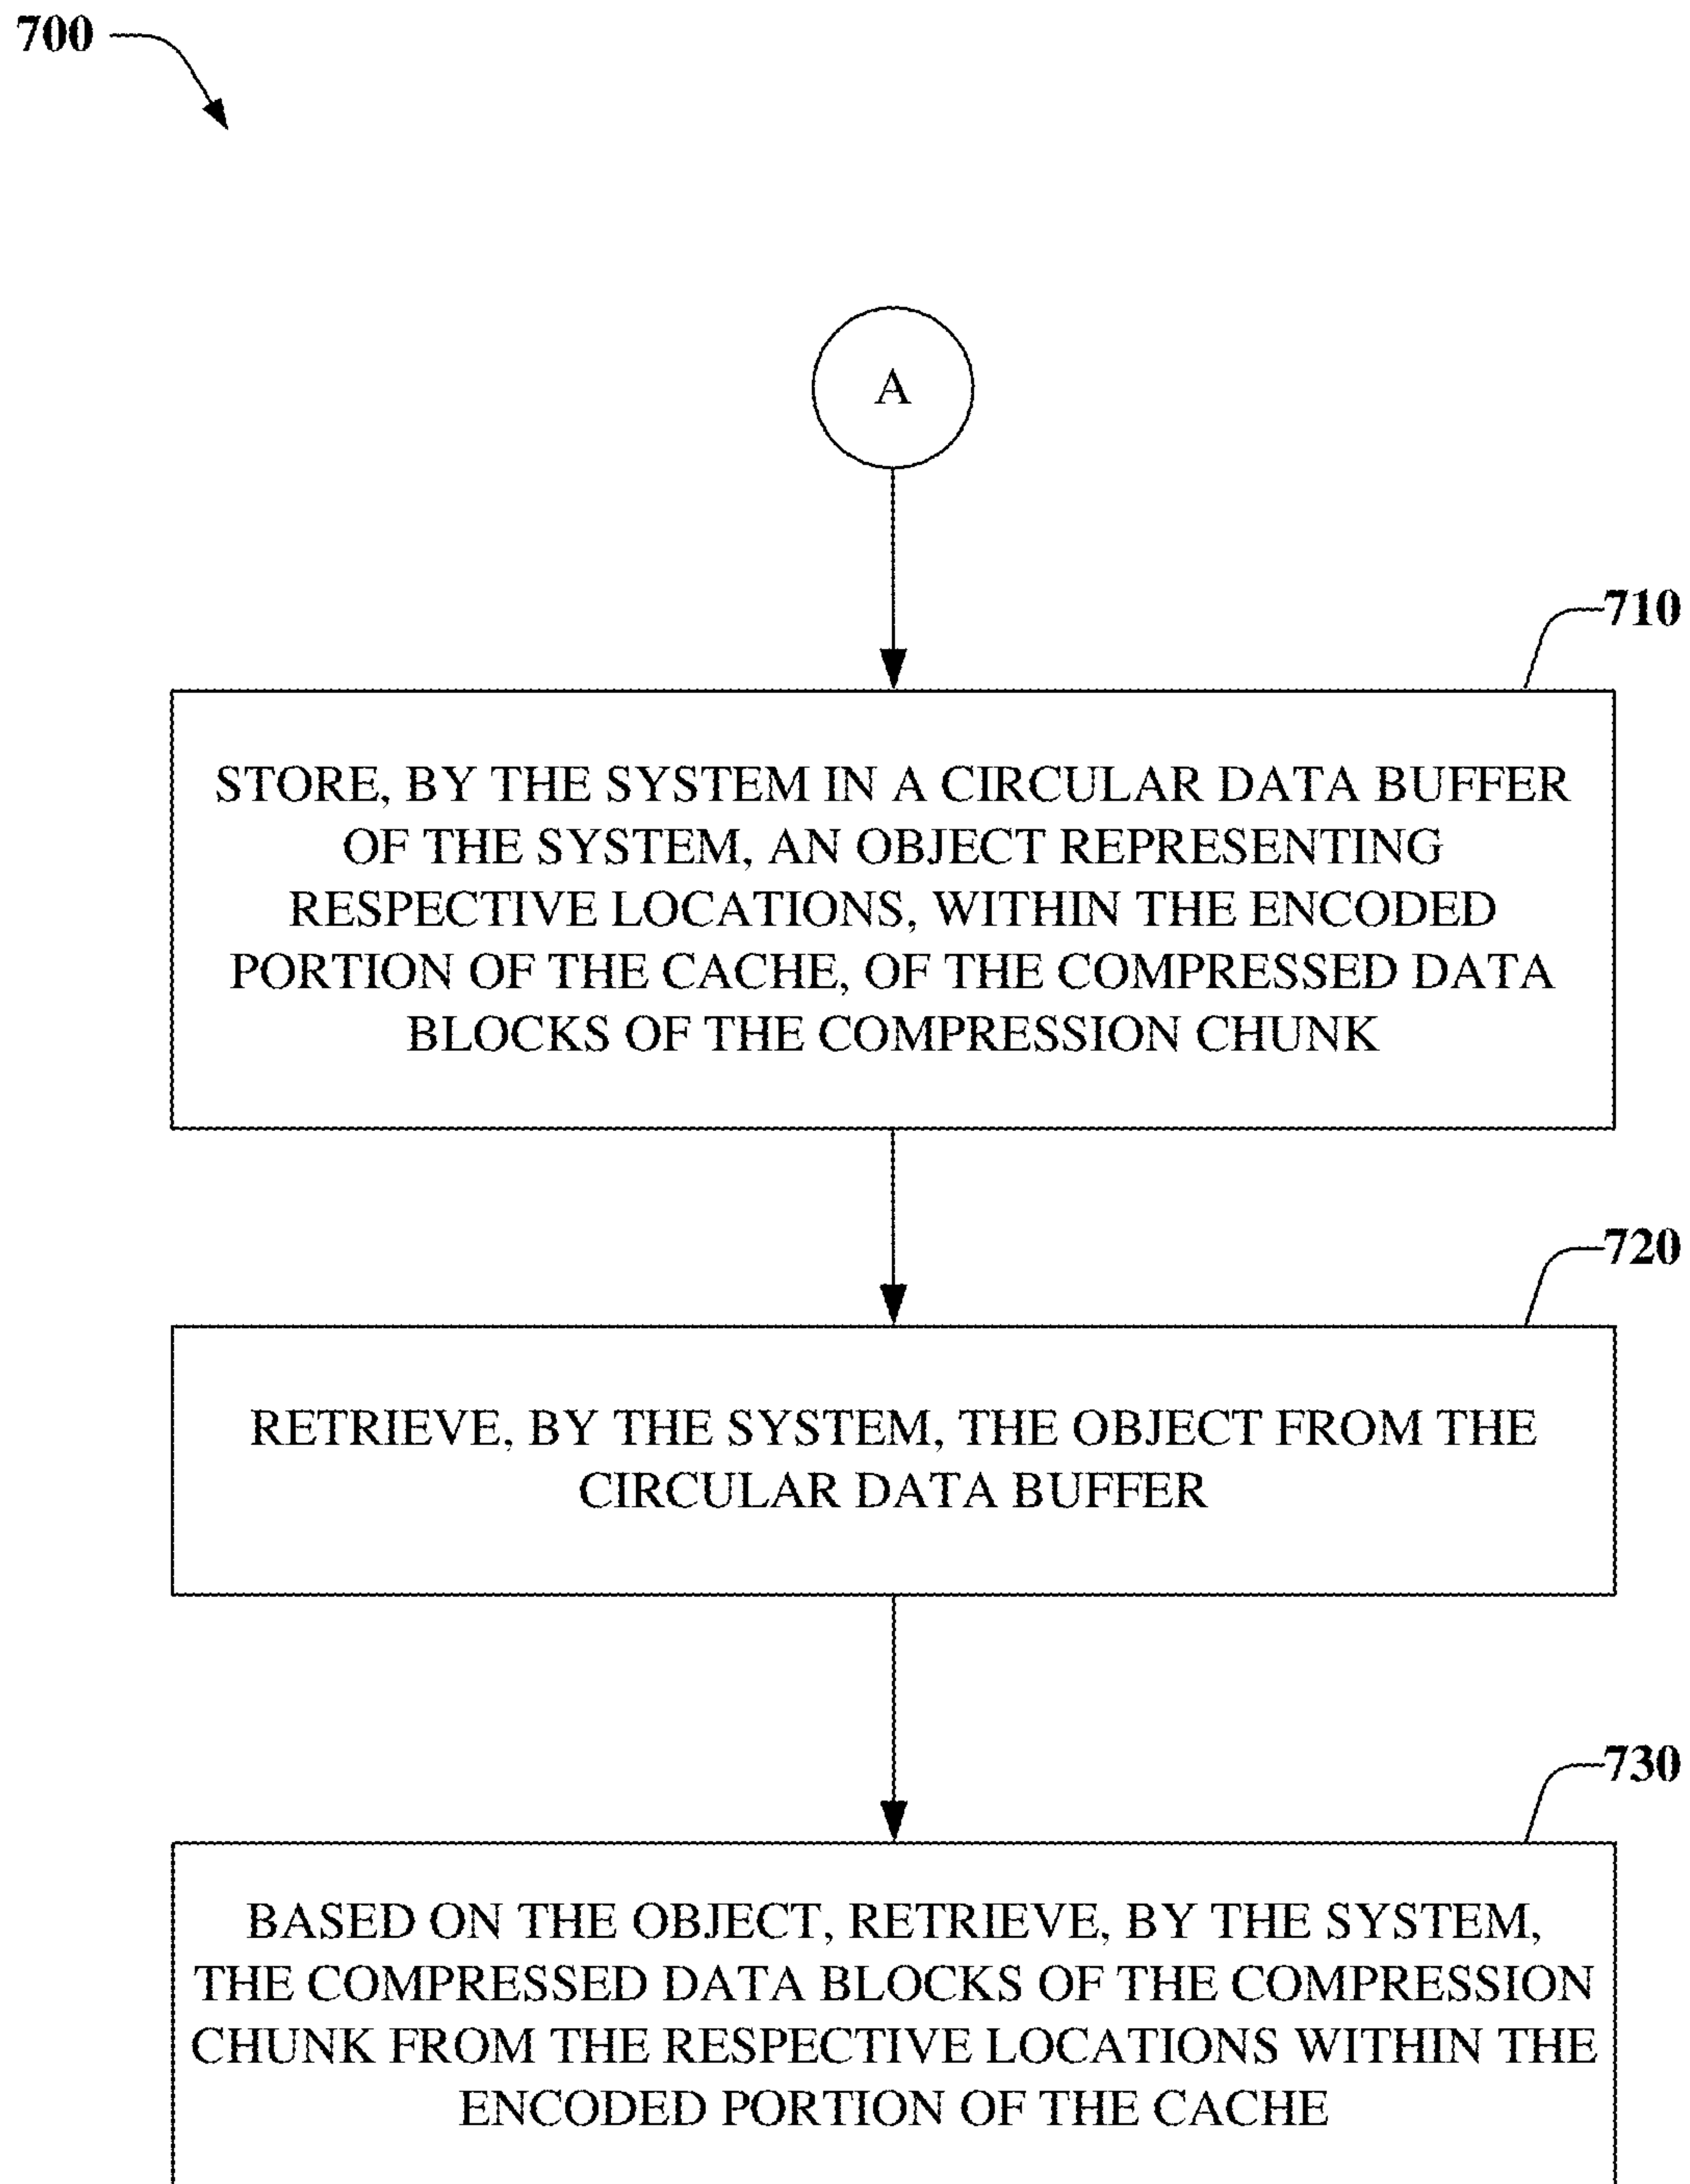 700
A
710
STORE, BY THE SYSTEM IN A CIRCULAR DATA BUFFER
OF THE SYSTEM, AN OBJECT REPRESENTING
RESPECTIVE LOCATIONS, WITHIN THE ENCODED
PORTION OF THE CACHE, OF THE COMPRESSED DATA
BLOCKS OF THE COMPRESSION CHUNK
720
RETRIEVE, BY THE SYSTEM, THE OBJECT FROM THE
CIRCULAR DATA BUFFER
730
BASED ON THE OBJECT, RETRIEVE, BY THE SYSTEM,
THE COMPRESSED DATA BLOCKS OF THE COMPRESSION
CHUNK FROM THE RESPECTIVE LOCATIONS WITHIN THE
ENCODED PORTION OF THE CACHE